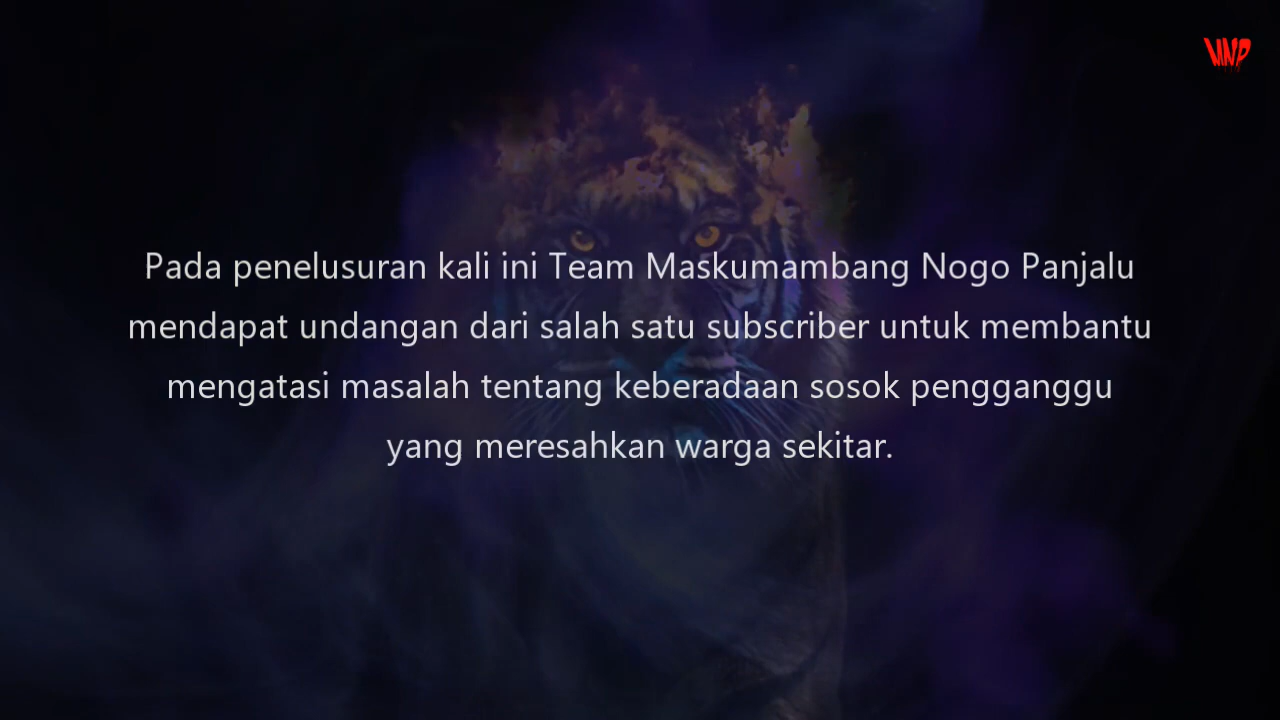 MNP
Pada penelusuran kali ini Team Maskumambang Nogo Panjalu
mendapat undangan dari salah satu subscriber untuk membantu
mengatasi masalah tentang keberadaan sosok pengganggu
yang meresahkan warga sekitar.